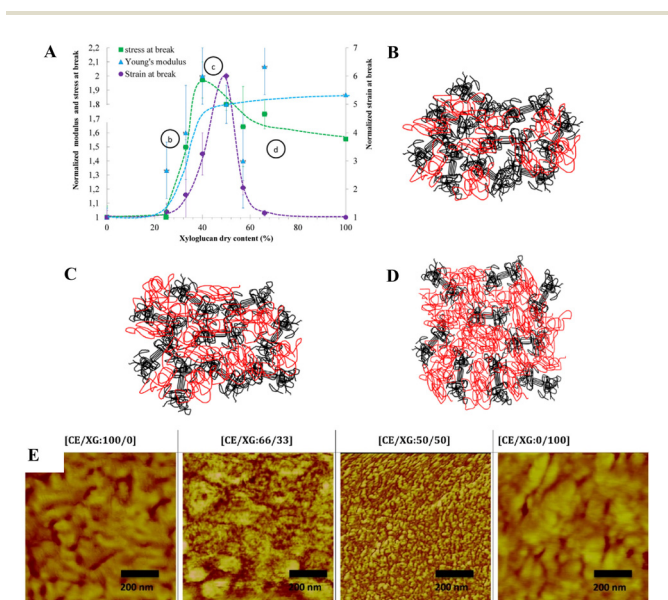 A
B
stress at break
Young's modulus
Strain at break
Normalized modulus and stress at break
2,2
2,1
2
1,9
1,8
1,7
1,6
1,5
1,4
1,3
1,2
1,1
1
7
6
5
4
3
2
1
Normalized strain at break
b
c
d
0
25
50
75
100
Xyloglucan dry content (%)
C
D
E
[CE/XG:100/0]
[CE/XG:66/33]
[CE/XG:50/50]
[CE/XG:0/100]
200 nm
200 nm
200 nm
200 nm